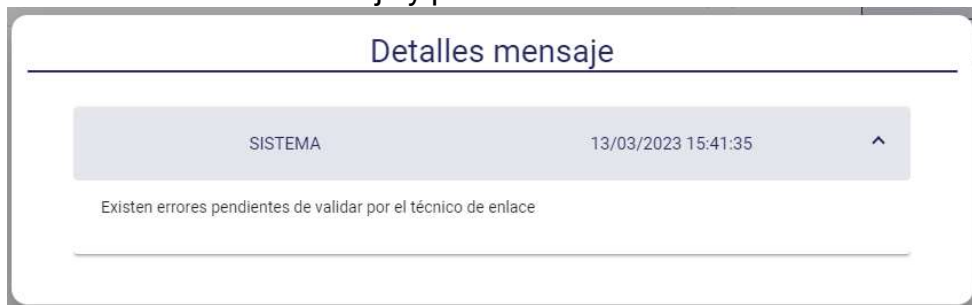 Detalles mensaje
SISTEMA 13/03/2023 15:41:35
Existen errores pendientes de validar por el técnico de enlace